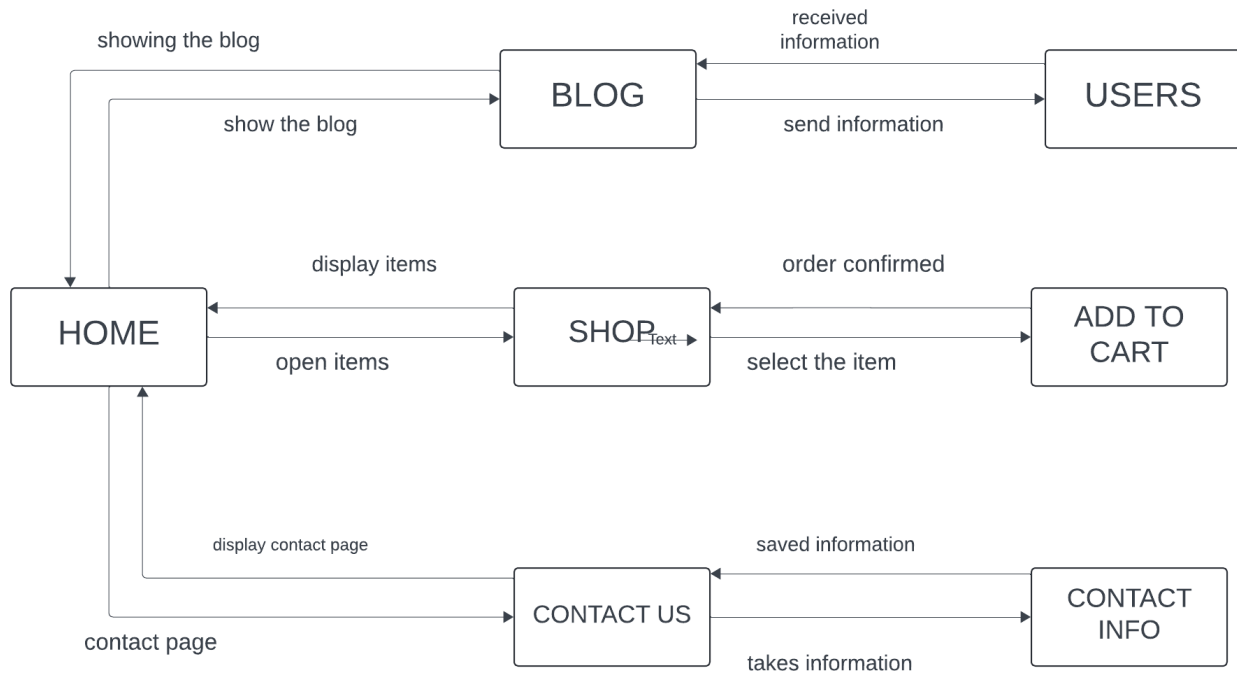 received
information
showing the blog
BLOG
USERS
show the blog
send information
display items
order confirmed
HOME
SHOP
Text
ADD TO
CART
open items
select the item
display contact page
saved information
CONTACT US
CONTACT
INFO
contact page
takes information